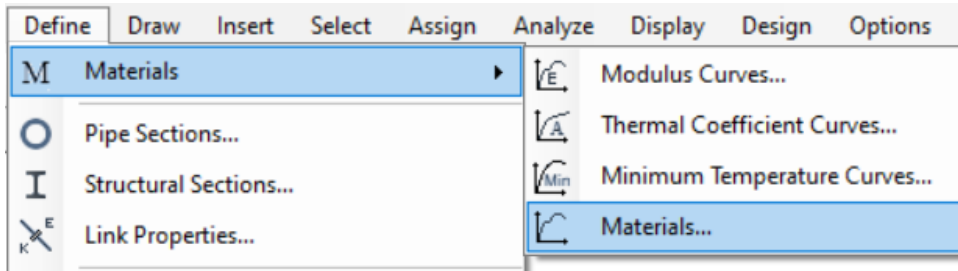 Define Draw Insert Select Assign Analyze Display Design Options
M Materials
Pipe Sections...
I Structural Sections...
K E Link Properties...
E Modulus Curves...
A Thermal Coefficient Curves...
Min Minimum Temperature Curves...
Materials...